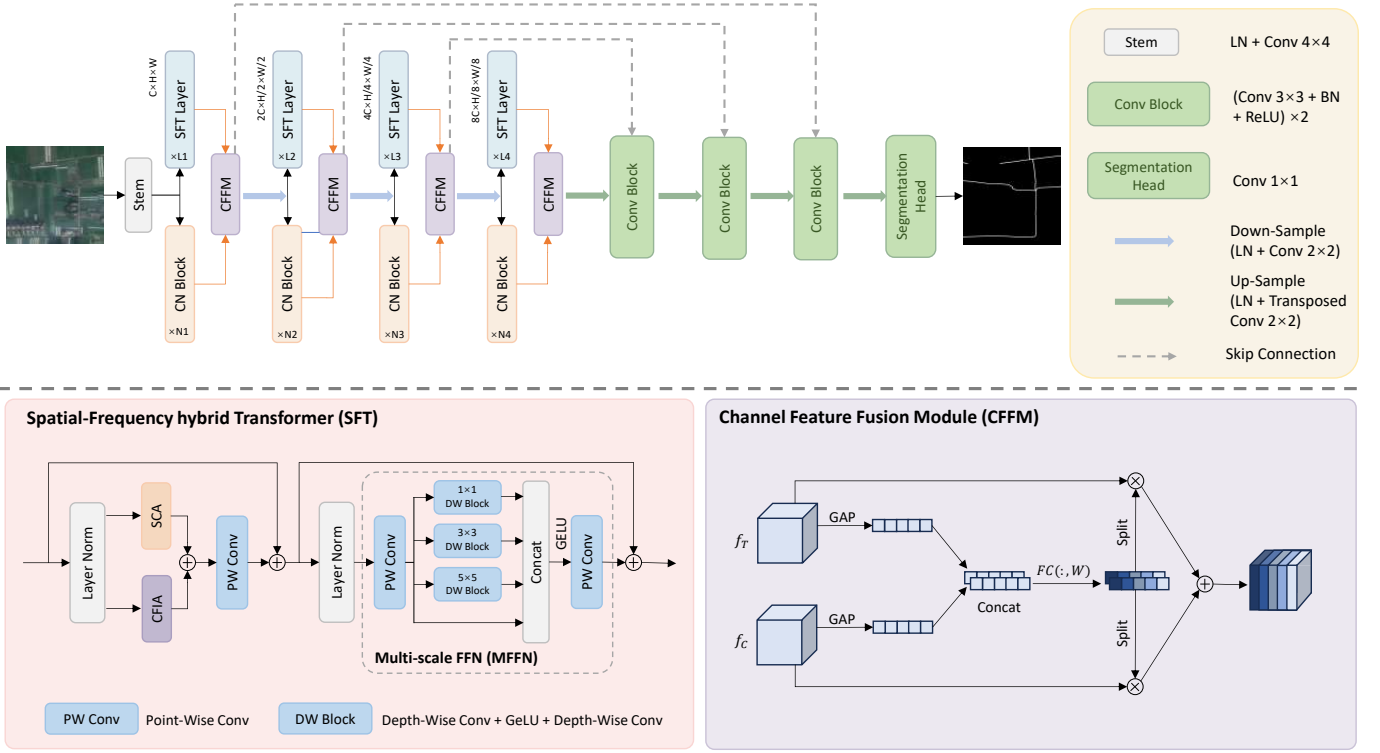 Stem
LN + Conv 4×4
Conv Block
(Conv 3×3 + BN
+ ReLU) ×2
Segmentation
Head
Conv 1×1
Down-Sample
(LN + Conv 2×2)
Up-Sample
(LN + Transposed
Conv 2×2)
Skip Connection
Stem
C×H×W
SFT Layer
×L1
CN Block
×N1
CFFM
2C×H/2×W/2
SFT Layer
×L2
CN Block
×N2
CFFM
4C×H/4×W/4
SFT Layer
×L3
CN Block
×N3
CFFM
8C×H/8×W/8
SFT Layer
×L4
CN Block
×N4
CFFM
Conv Block
Conv Block
Conv Block
Segmentation
Head
Spatial-Frequency hybrid Transformer (SFT)
Layer Norm
SCA
CFIA
PW Conv
Layer Norm
PW Conv
1×1
DW Block
3×3
DW Block
5×5
DW Block
Concat
GELU
PW Conv
Multi-scale FFN (MFFN)
PW Conv
Point-Wise Conv
DW Block
Depth-Wise Conv + GeLU + Depth-Wise Conv
Channel Feature Fusion Module (CFFM)
f_T
GAP
f_C
GAP
Concat
FC(:,W)
Split
Split